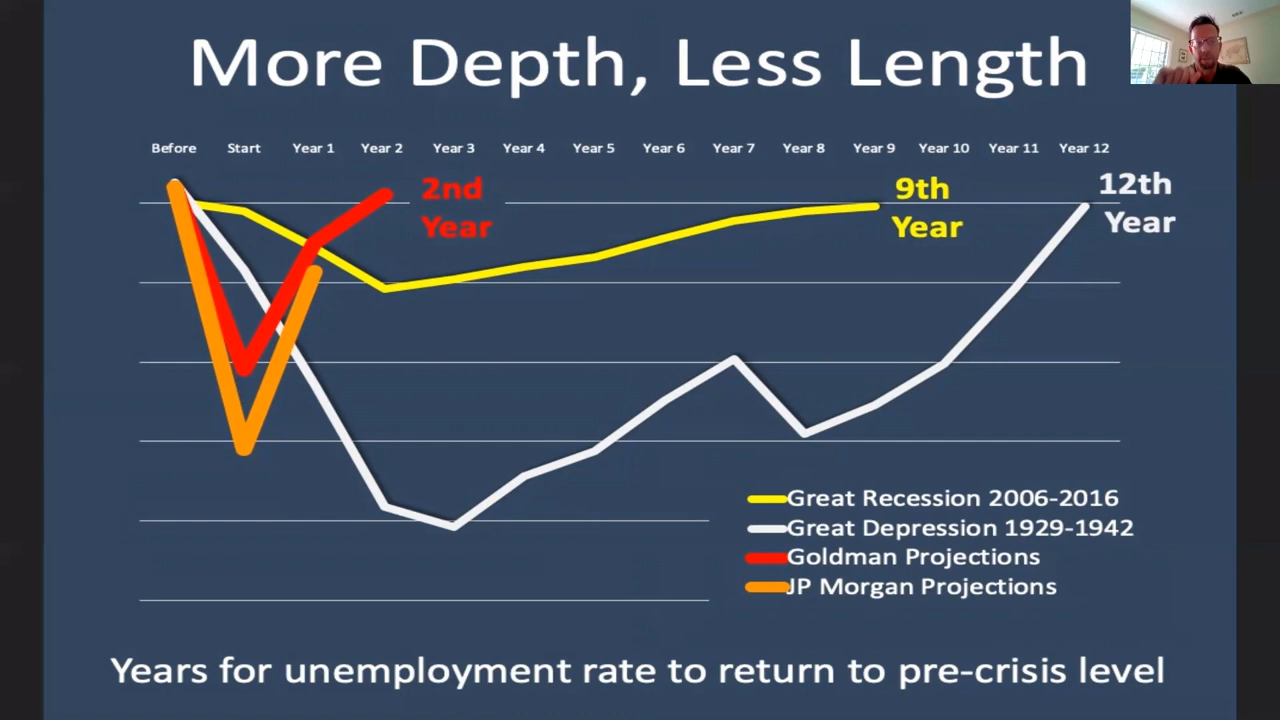 More Depth, Less Length
Before Start Year 1 Year 2 Year 3 Year 4 Year 5 Year 6 Year 7 Year 8 Year 9 Year 10 Year 11 Year 12
2nd
Year
9th
Year
12th
Year
Great Recession 2006-2016
Great Depression 1929-1942
Goldman Projections
JP Morgan Projections
Years for unemployment rate to return to pre-crisis level